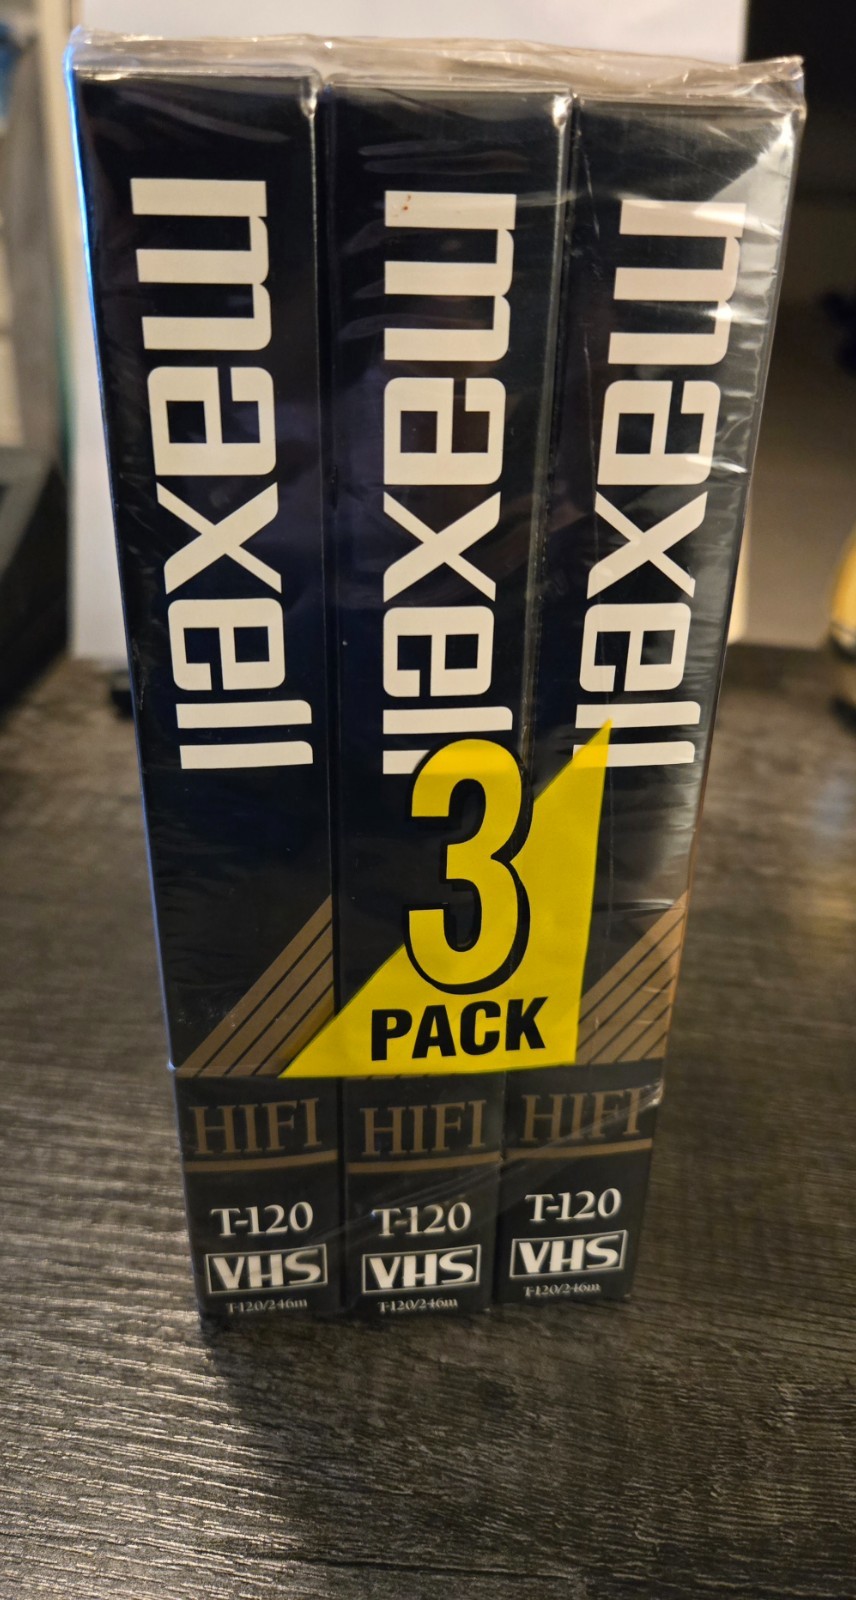 maxell
maxell
maxell
3
PACK
HIFI
HIFI
HIFI
T-120
T-120
T-120
VHS
VHS
VHS
T-120/246m
T-120/246m
T-120/246m